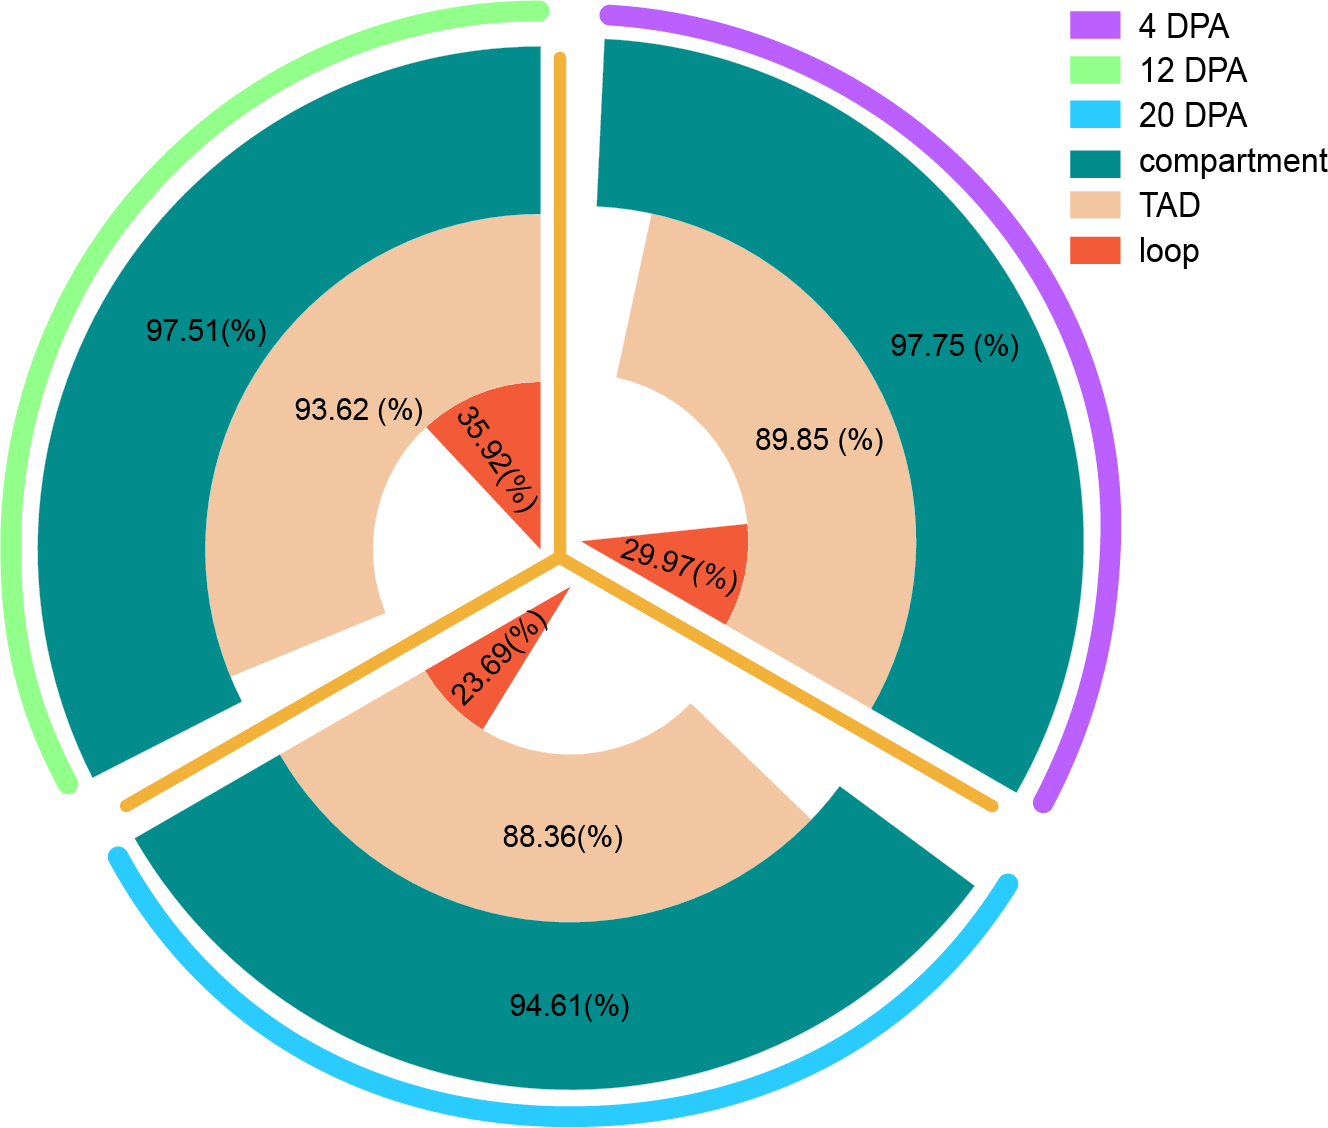 4 DPA
12 DPA
20 DPA
compartment
TAD
loop
97.51(%)
93.62 (%)
35.92(%)
97.75 (%)
89.85 (%)
29.97(%)
23.69(%)
88.36(%)
94.61(%)